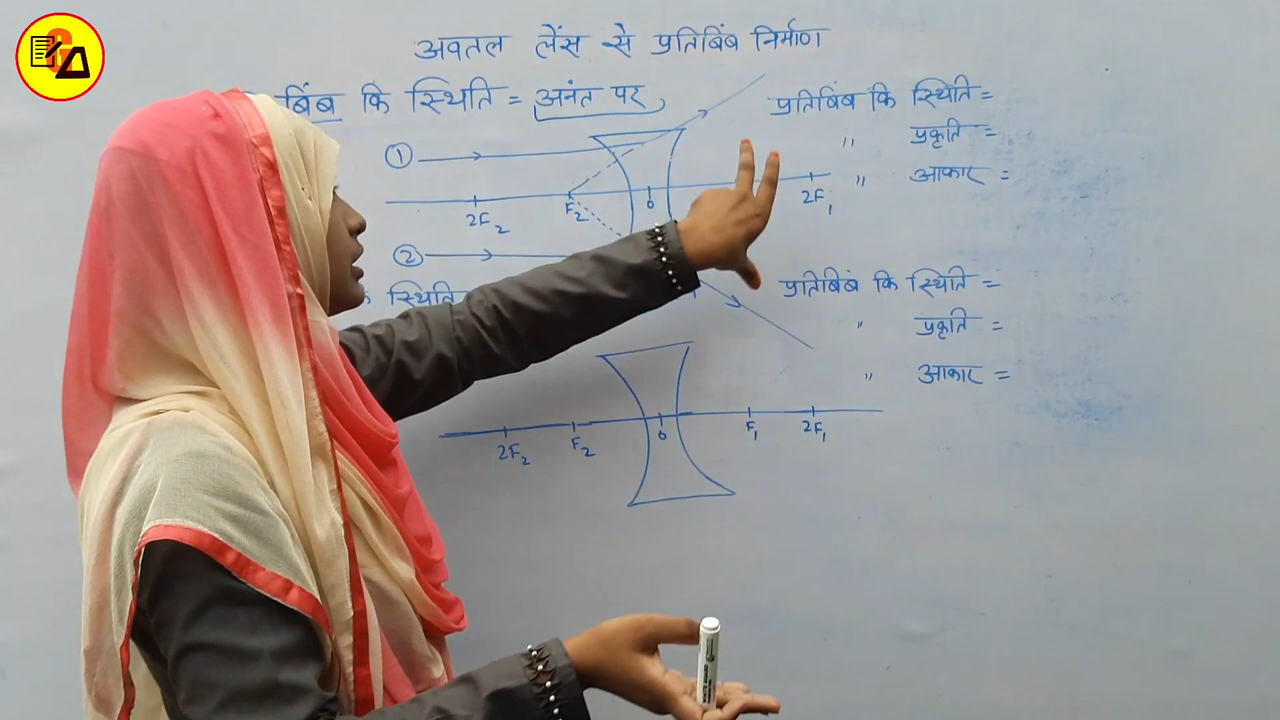 अवतल लेंस से प्रतिबिंब निर्माण
बिंब कि स्थिति = अनंत पर
प्रतिबिंब कि स्थिति =
" प्रकृति =
" आकार =
1
2F₂ F₂ o 2F₁
2
कि स्थिति
प्रतिबिंब कि स्थिति =
" प्रकृति =
" आकार =
2F₂ F₂ o F₁ 2F₁